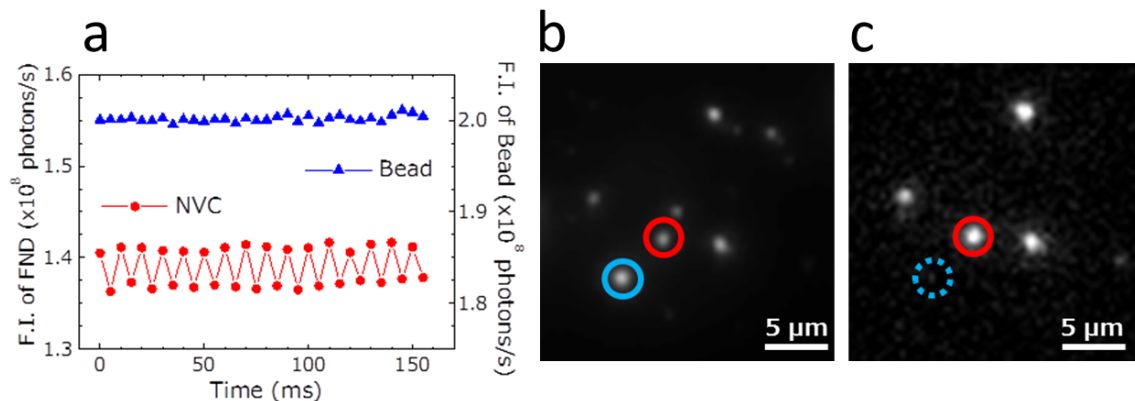 a
b
c
F.I. of FND (x10⁸ photons/s)
1.6
1.5
1.4
1.3
Bead
NVC
0
50
100
150
Time (ms)
2.0
1.9
1.8
F.I. of Bead (x10⁸ photons/s)
5 μm
5 μm